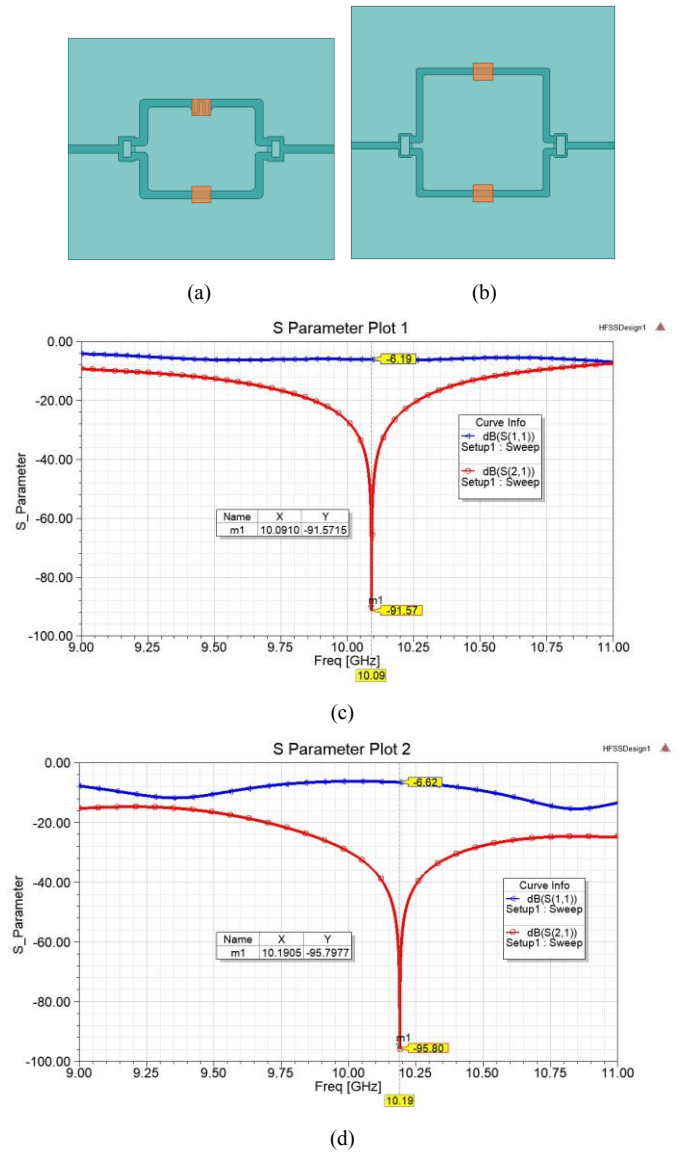 (a)
(b)
S Parameter Plot 1
HFSSDesign1
0.00
-20.00
-40.00
-60.00
-80.00
-100.00
S_Parameter
-6.19
Curve Info
dB(S(1,1))
Setup1 : Sweep
dB(S(2,1))
Setup1 : Sweep
Name X Y
m1 10.0910 -91.5715
m1
-91.57
9.00 9.25 9.50 9.75 10.00 10.25 10.50 10.75 11.00
Freq [GHz]
10.09
(c)
S Parameter Plot 2
HFSSDesign1
0.00
-20.00
-40.00
-60.00
-80.00
-100.00
S_Parameter
-6.62
Curve Info
dB(S(1,1))
Setup1 : Sweep
dB(S(2,1))
Setup1 : Sweep
Name X Y
m1 10.1905 -95.7977
m1
-95.80
9.00 9.25 9.50 9.75 10.00 10.25 10.50 10.75 11.00
Freq [GHz]
10.19
(d)